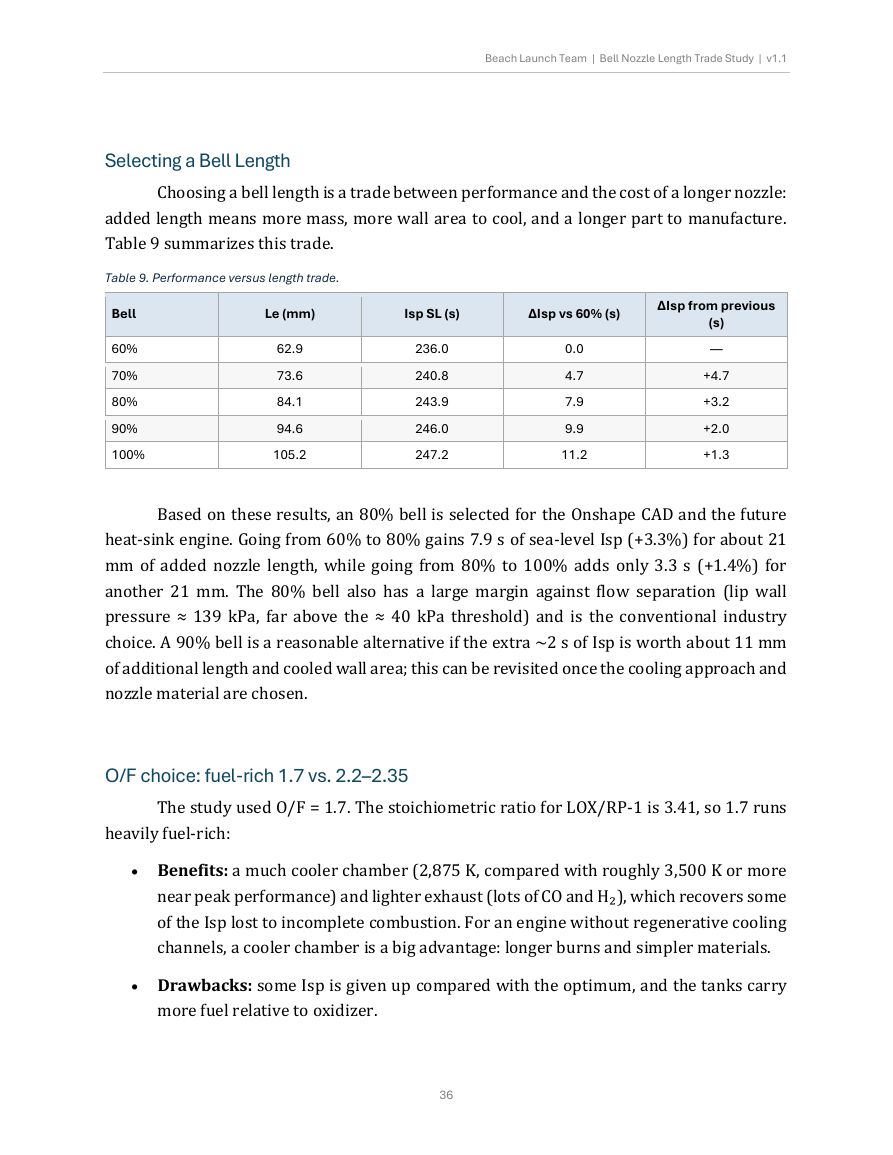 Beach Launch Team | Bell Nozzle Length Trade Study | v1.1
Selecting a Bell Length
Choosing a bell length is a trade between performance and the cost of a longer nozzle:
added length means more mass, more wall area to cool, and a longer part to manufacture.
Table 9 summarizes this trade.
Table 9. Performance versus length trade.
Bell Le (mm) Isp SL (s) ΔIsp vs 60% (s) ΔIsp from previous
(s)
60% 62.9 236.0 0.0 —
70% 73.6 240.8 4.7 +4.7
80% 84.1 243.9 7.9 +3.2
90% 94.6 246.0 9.9 +2.0
100% 105.2 247.2 11.2 +1.3
Based on these results, an 80% bell is selected for the Onshape CAD and the future
heat-sink engine. Going from 60% to 80% gains 7.9 s of sea-level Isp (+3.3%) for about 21
mm of added nozzle length, while going from 80% to 100% adds only 3.3 s (+1.4%) for
another 21 mm. The 80% bell also has a large margin against flow separation (lip wall
pressure ≈ 139 kPa, far above the ≈ 40 kPa threshold) and is the conventional industry
choice. A 90% bell is a reasonable alternative if the extra ~2 s of Isp is worth about 11 mm
of additional length and cooled wall area; this can be revisited once the cooling approach and
nozzle material are chosen.
O/F choice: fuel-rich 1.7 vs. 2.2–2.35
The study used O/F = 1.7. The stoichiometric ratio for LOX/RP-1 is 3.41, so 1.7 runs
heavily fuel-rich:
• Benefits: a much cooler chamber (2,875 K, compared with roughly 3,500 K or more
near peak performance) and lighter exhaust (lots of CO and H₂), which recovers some
of the Isp lost to incomplete combustion. For an engine without regenerative cooling
channels, a cooler chamber is a big advantage: longer burns and simpler materials.
• Drawbacks: some Isp is given up compared with the optimum, and the tanks carry
more fuel relative to oxidizer.
36